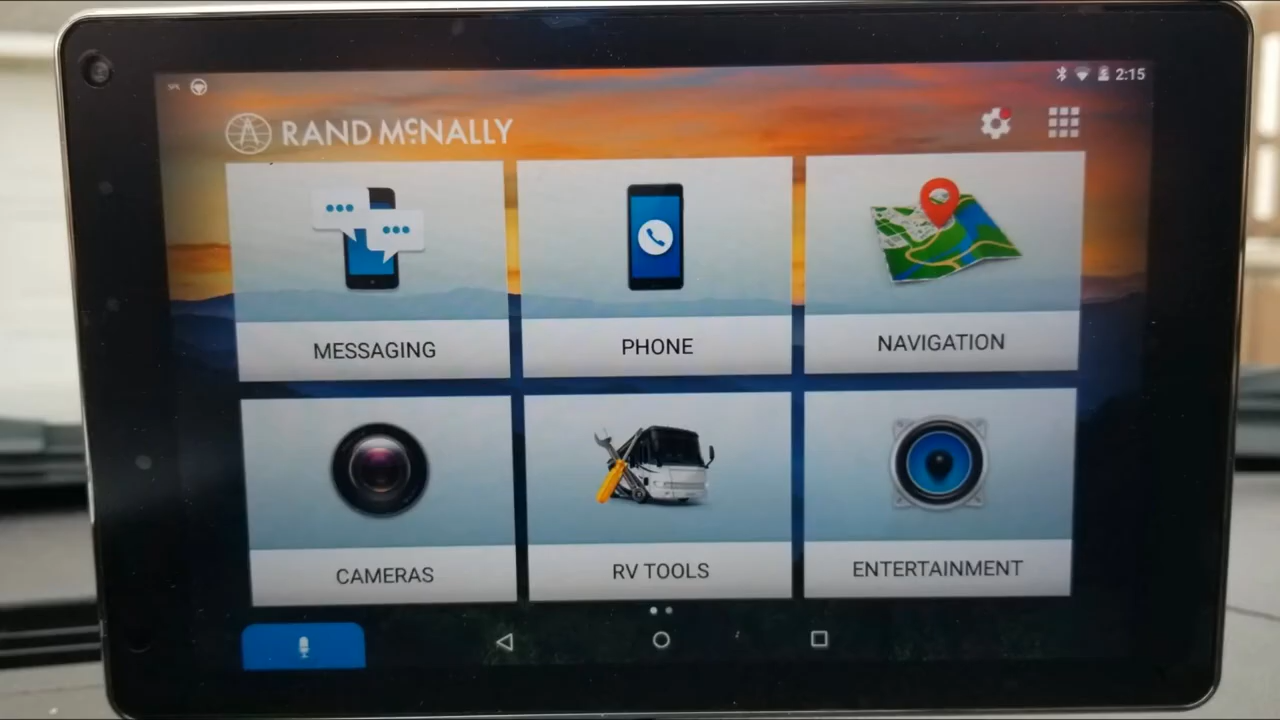 2:15
RAND MCNALLY
MESSAGING
PHONE
NAVIGATION
CAMERAS
RV TOOLS
ENTERTAINMENT